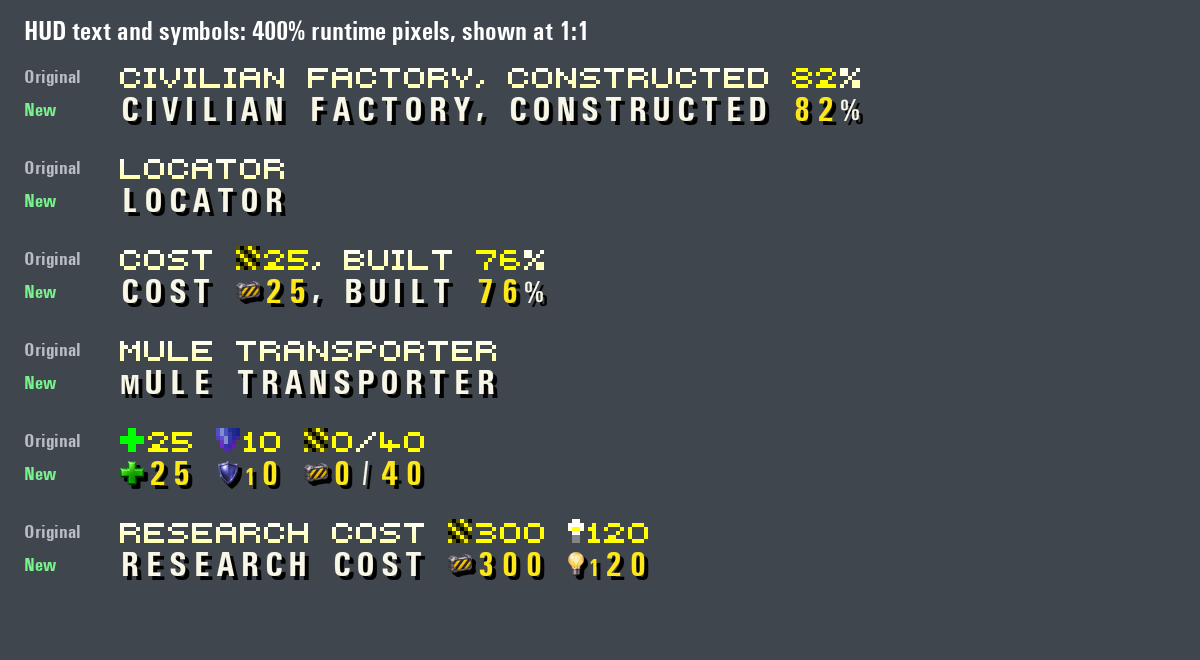 HUD text and symbols: 400% runtime pixels, shown at 1:1
Original CIVILIAN FACTORY, CONSTRUCTED 82%
New CIVILIAN FACTORY, CONSTRUCTED 82%
Original LOCATOR
New LOCATOR
Original COST 25, BUILT 76%
New COST 25, BUILT 76%
Original MULE TRANSPORTER
New MULE TRANSPORTER
Original 25 10 0/40
New 25 10 0/40
Original RESEARCH COST 300 120
New RESEARCH COST 300 120